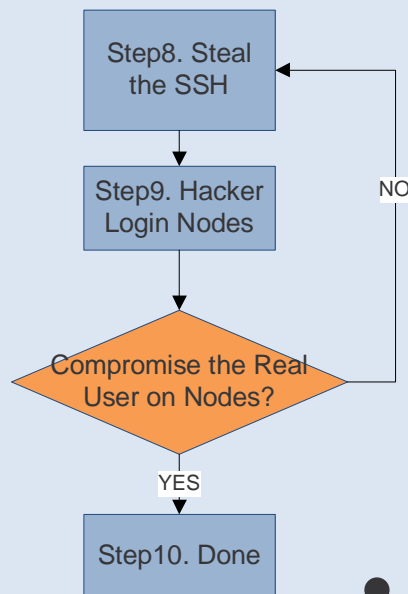 Step8. Steal
the SSH
Step9. Hacker
Login Nodes
NO
Compromise the Real
User on Nodes?
YES
Step10. Done